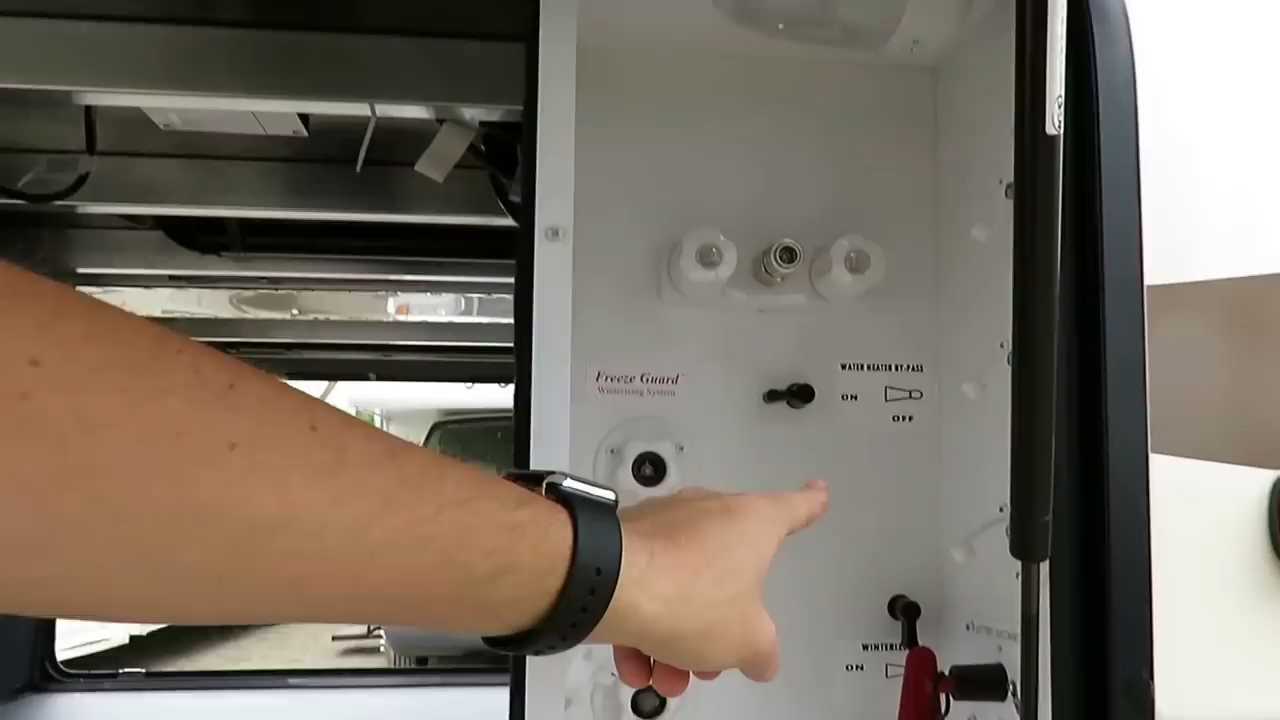 WATER HEATER BY-PASS
Freeze Guard
Winterizing System
ON
OFF
ON